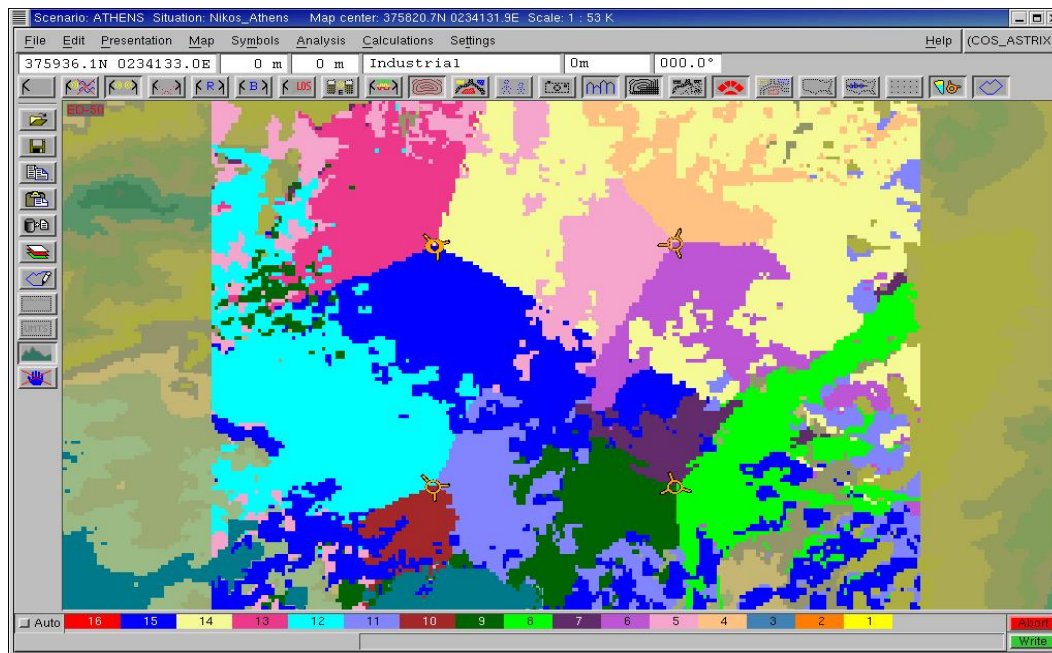 Scenario: ATHENS Situation: Nikos_Athens Map center: 375820.7N 0234131.9E Scale: 1 : 53 K
File Edit Presentation Map Symbols Analysis Calculations Settings Help (COS_ASTRIX
375936.1N 0234133.0E 0 m 0 m Industrial 0m 000.0°
R B LOS
ED-50
UMTS
Auto 16 15 14 13 12 11 10 9 8 7 6 5 4 3 2 1 Abort
Write